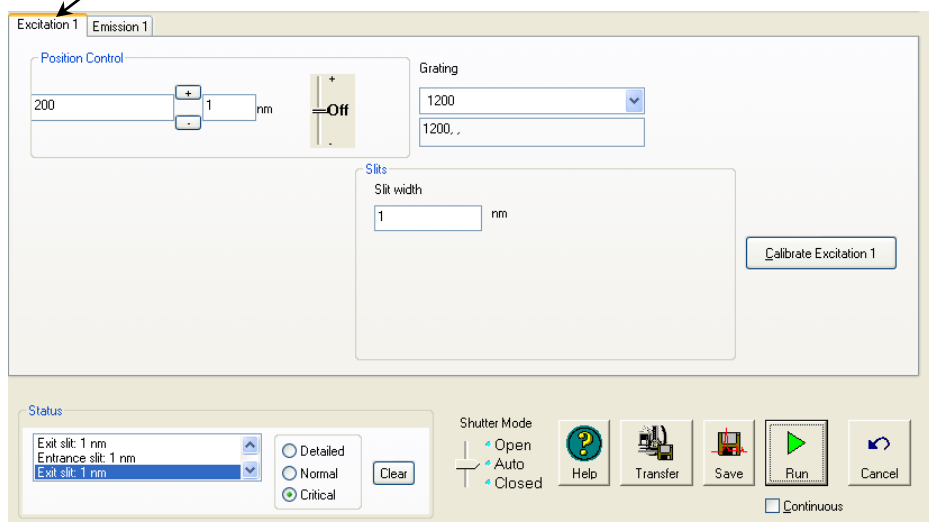 Excitation 1
Emission 1
Position Control
200
+
-
1
nm
+
Off
-
Grating
1200
1200, ,
Slits
Slit width
1
nm
Calibrate Excitation 1
Status
Exit slit: 1 nm
Entrance slit: 1 nm
Exit slit: 1 nm
Detailed
Normal
Critical
Clear
Shutter Mode
Open
Auto
Closed
?
Help
Transfer
Save
Run
Cancel
Continuous